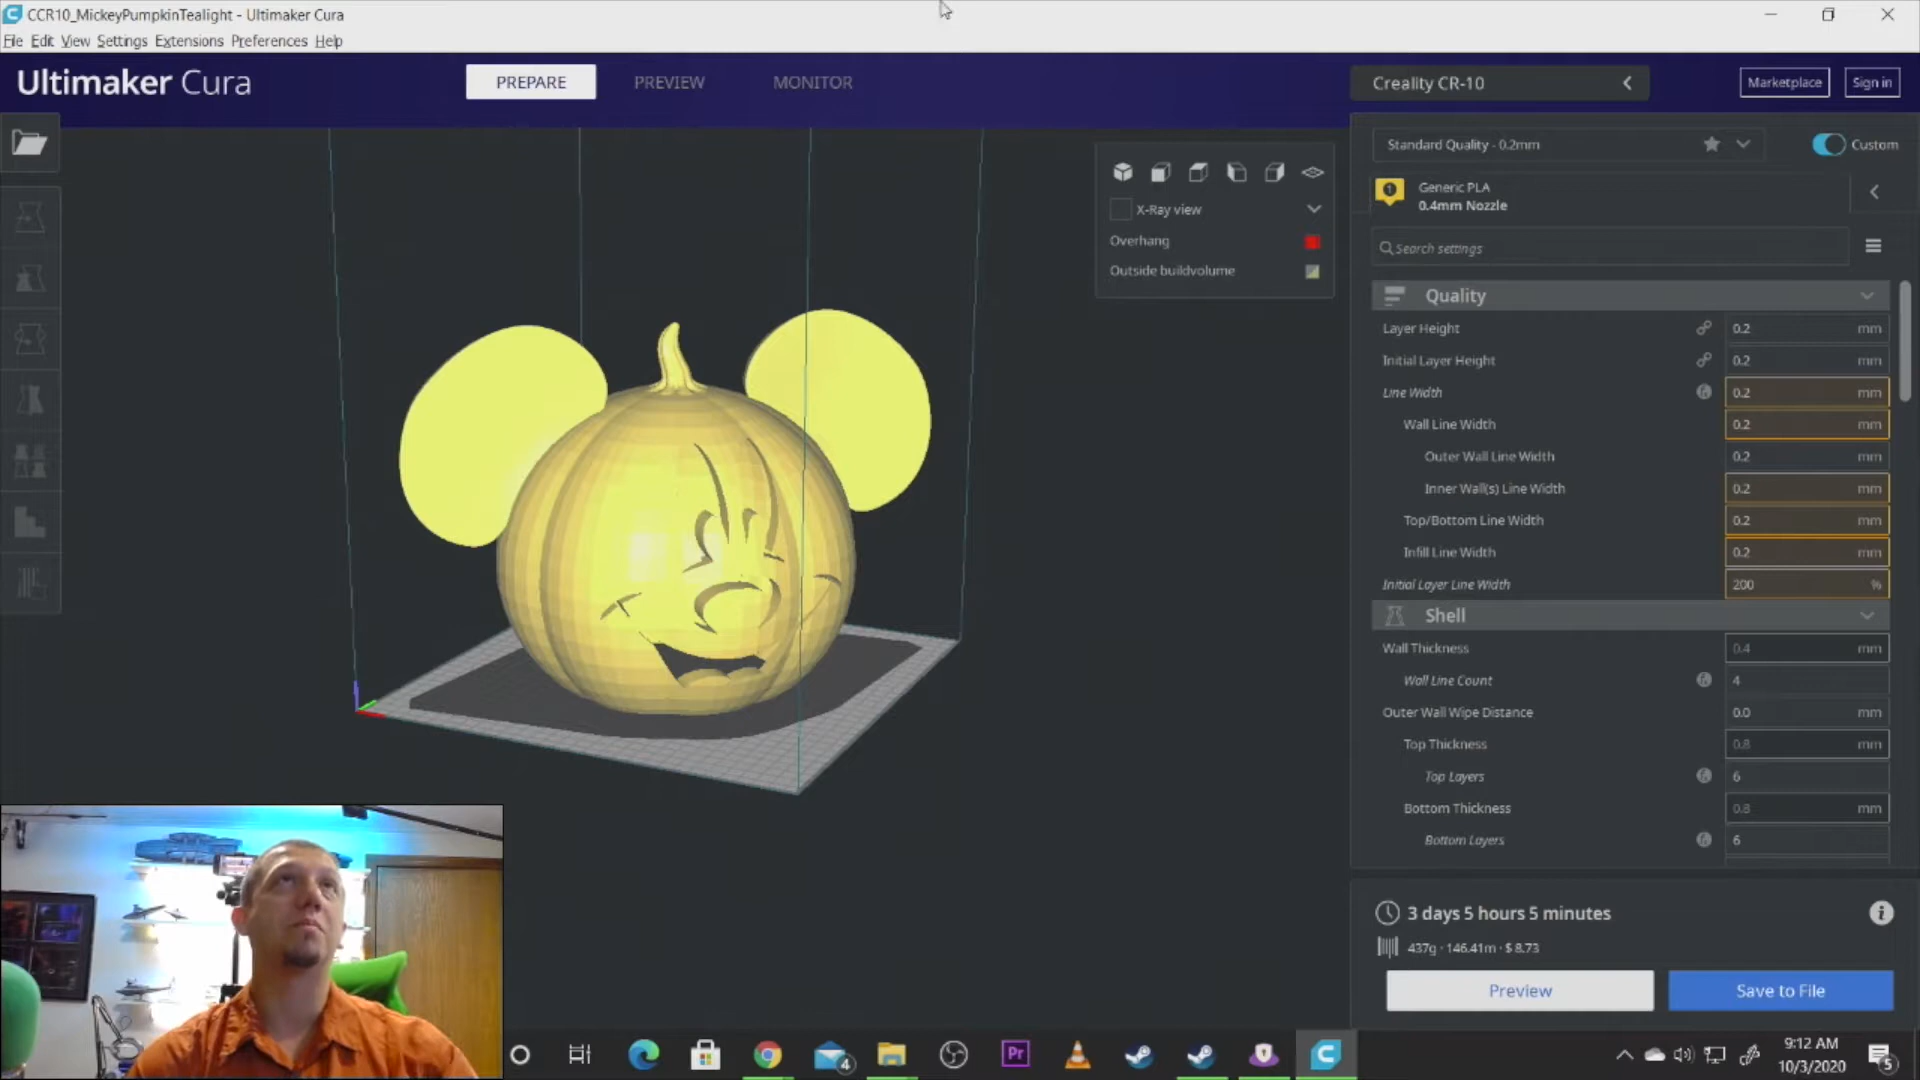 CCR10_MickeyPumpkinTealight - Ultimaker Cura
File Edit View Settings Extensions Preferences Help
Ultimaker Cura
PREPARE
PREVIEW
MONITOR
Creality CR-10
Marketplace
Sign in
Standard Quality - 0.2mm
Custom
1
Generic PLA
0.4mm Nozzle
Search settings
X-Ray view
Overhang
Outside buildvolume
Quality
Layer Height 0.2 mm
Initial Layer Height 0.2 mm
Line Width 0.2 mm
Wall Line Width 0.2 mm
Outer Wall Line Width 0.2 mm
Inner Wall(s) Line Width 0.2 mm
Top/Bottom Line Width 0.2 mm
Infill Line Width 0.2 mm
Initial Layer Line Width 200 %
Shell
Wall Thickness 0.4 mm
Wall Line Count 4
Outer Wall Wipe Distance 0.0 mm
Top Thickness 0.8 mm
Top Layers 6
Bottom Thickness 0.8 mm
Bottom Layers 6
3 days 5 hours 5 minutes
437g · 146.41m · $ 8.73
Preview
Save to File
4
Pr
9:12 AM
10/3/2020
5